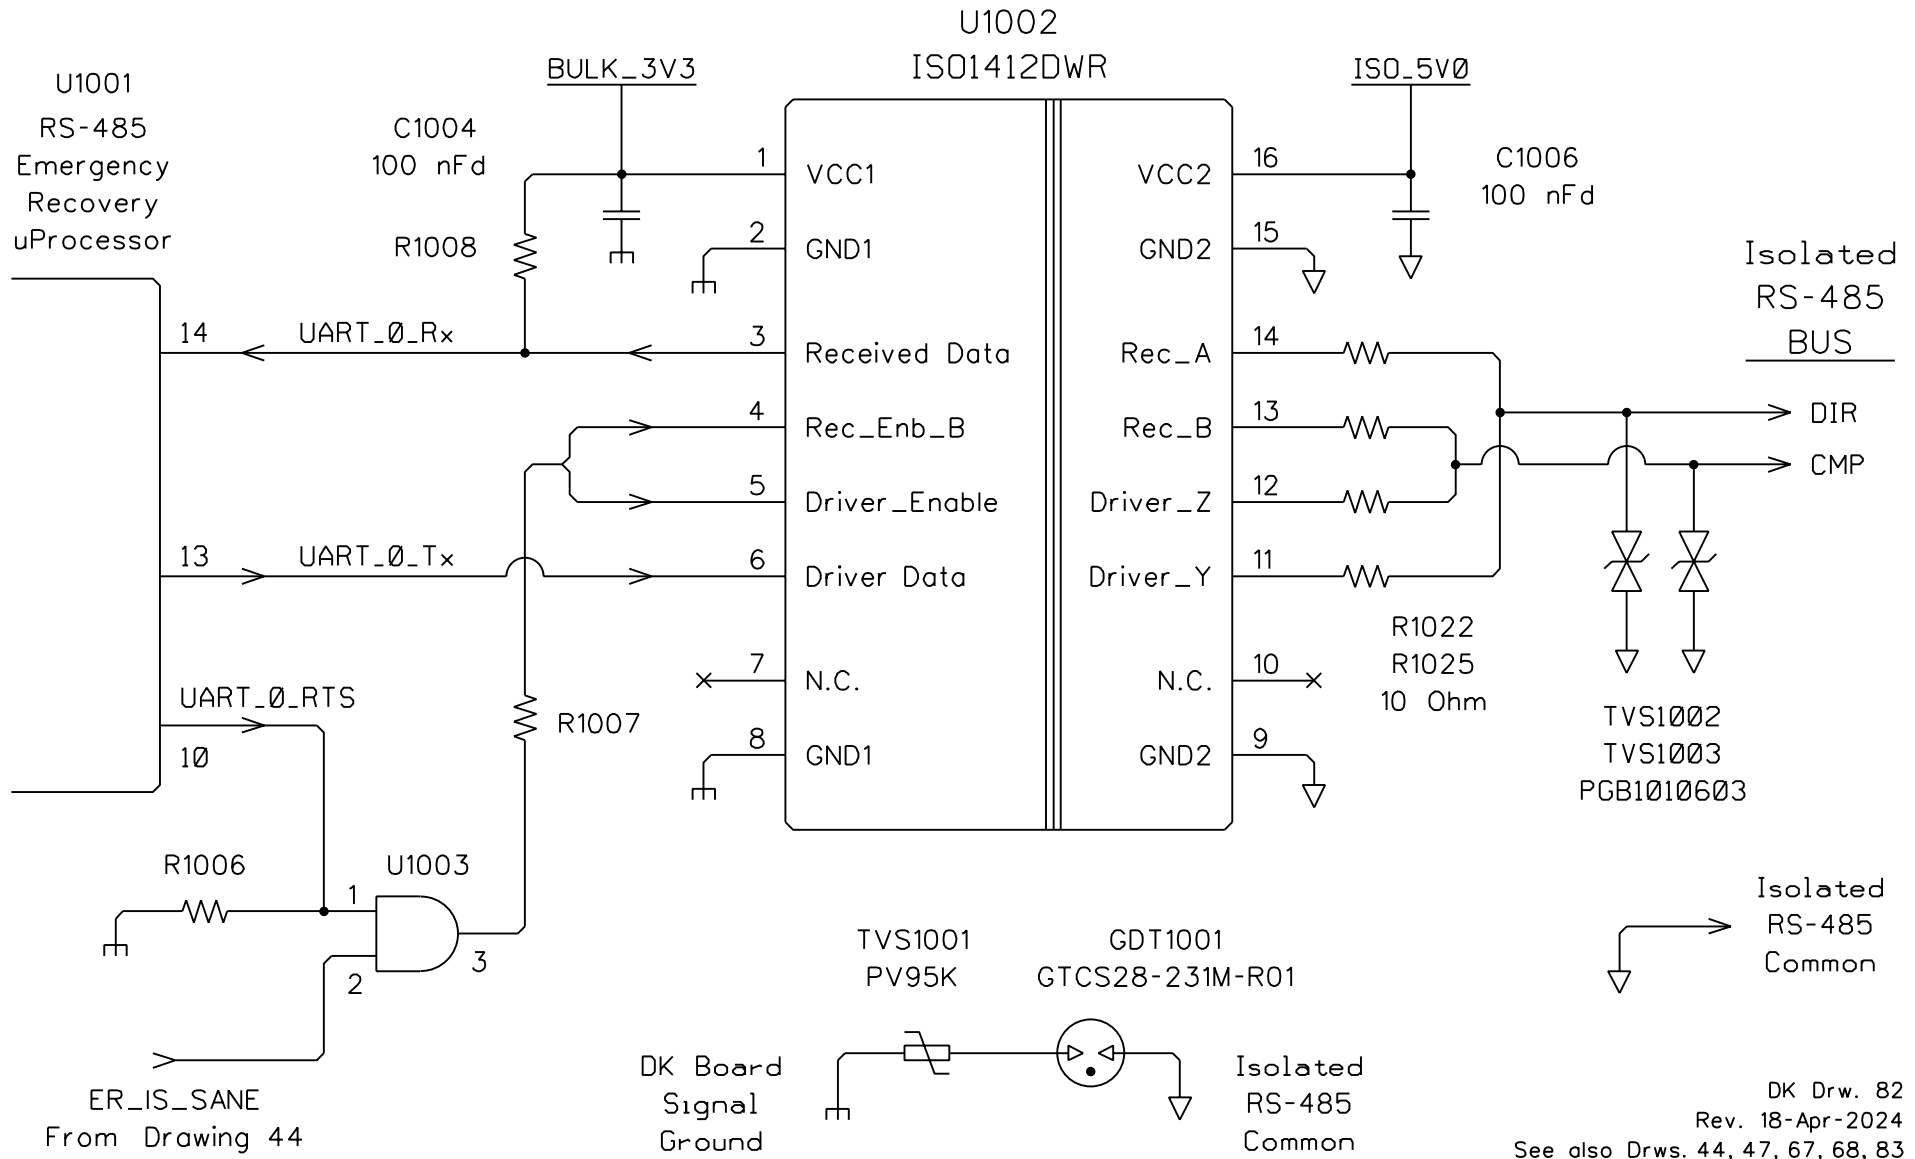 U1001
RS-485
Emergency
Recovery
uProcessor
C1004
100 nFd
BULK_3V3
U1002
ISO1412DWR
ISO_5V0
C1006
100 nFd
R1008
1
VCC1
2
GND1
3
Received Data
4
Rec_Enb_B
5
Driver_Enable
6
Driver Data
7
N.C.
8
GND1
16
VCC2
15
GND2
14
Rec_A
13
Rec_B
12
Driver_Z
11
Driver_Y
10
N.C.
9
GND2
Isolated
RS-485
BUS
DIR
CMP
14
UART_0_Rx
13
UART_0_Tx
UART_0_RTS
10
R1007
R1022
R1025
10 Ohm
TVS1002
TVS1003
PGB1010603
R1006
U1003
1
2
3
ER_IS_SANE
From Drawing 44
TVS1001
PV95K
GDT1001
GTCS28-231M-R01
DK Board
Signal
Ground
Isolated
RS-485
Common
Isolated
RS-485
Common
DK Drw. 82
Rev. 18-Apr-2024
See also Drws. 44, 47, 67, 68, 83